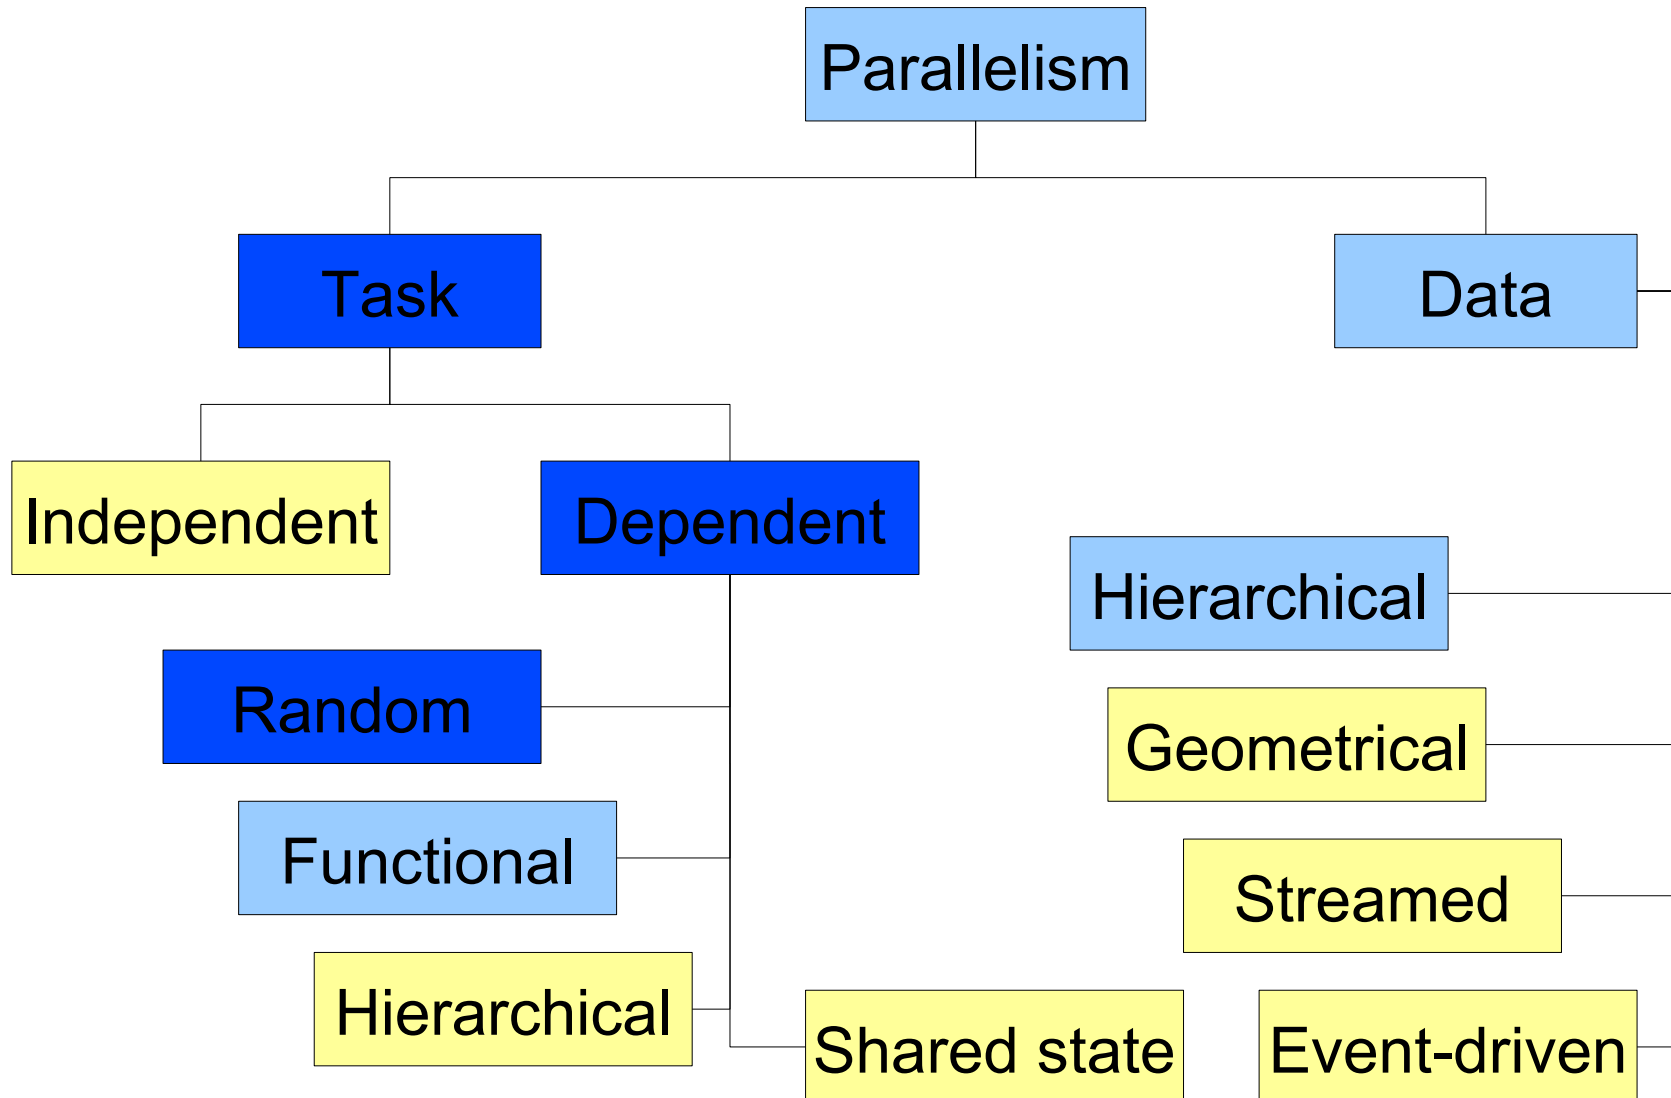 Parallelism
Task
Data
Independent
Dependent
Hierarchical
Random
Geometrical
Functional
Streamed
Hierarchical
Shared state
Event-driven